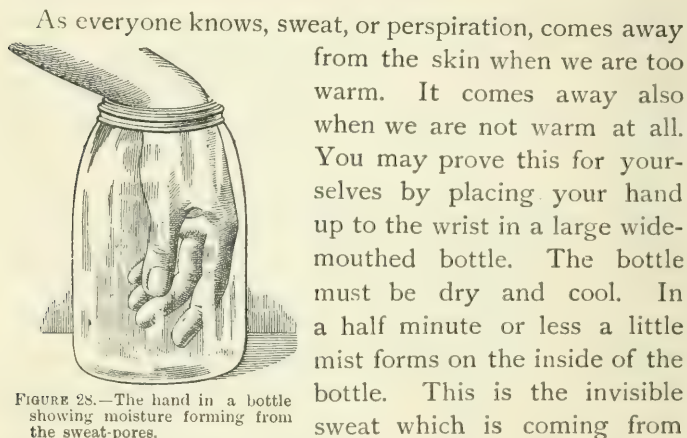 As everyone knows, sweat, or perspiration, comes away
from the skin when we are too
warm. It comes away also
when we are not warm at all.
You may prove this for your-
selves by placing your hand
up to the wrist in a large wide-
mouthed bottle. The bottle
must be dry and cool. In
a half minute or less a little
mist forms on the inside of the
bottle. This is the invisible
sweat which is coming from
FIGURE 28.—The hand in a bottle
showing moisture forming from
the sweat-pores.